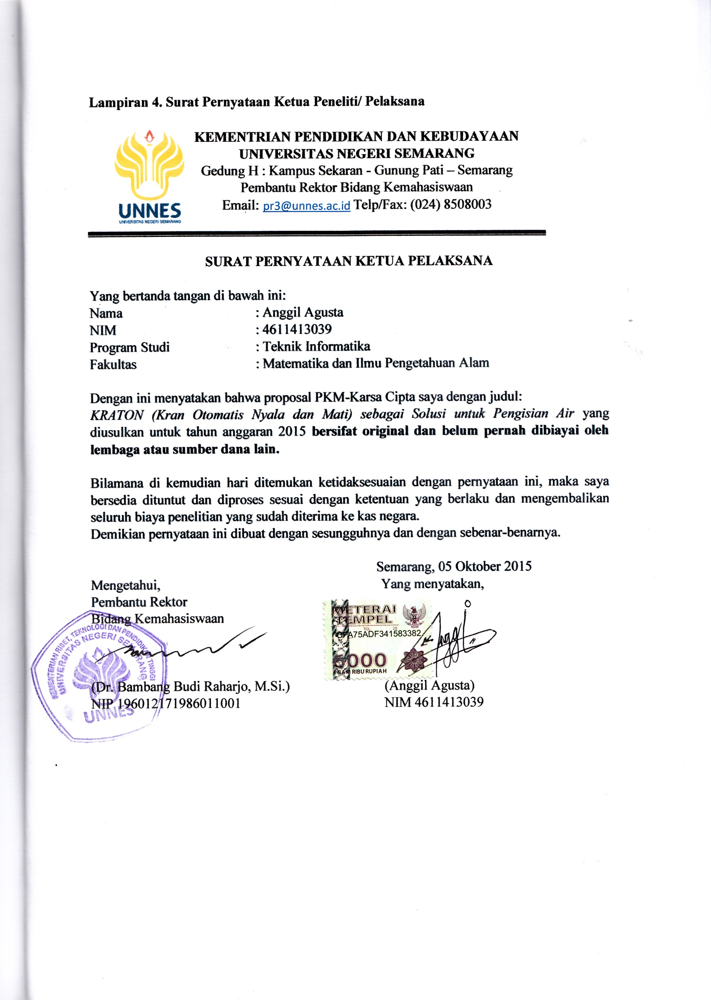 Lampiran 4. Surat Pernyataan Ketua Peneliti/ Pelaksana
KEMENTRIAN PENDIDIKAN DAN KEBUDAYAAN
UNIVERSITAS NEGERI SEMARANG
Gedung H : Kampus Sekaran - Gunung Pati – Semarang
Pembantu Rektor Bidang Kemahasiswaan
Email: pr3@unnes.ac.id Telp/Fax: (024) 8508003
UNNES
UNIVERSITAS NEGERI SEMARANG
SURAT PERNYATAAN KETUA PELAKSANA
Yang bertanda tangan di bawah ini:
Nama : Anggil Agusta
NIM : 4611413039
Program Studi : Teknik Informatika
Fakultas : Matematika dan Ilmu Pengetahuan Alam
Dengan ini menyatakan bahwa proposal PKM-Karsa Cipta saya dengan judul:
KRATON (Kran Otomatis Nyala dan Mati) sebagai Solusi untuk Pengisian Air yang
diusulkan untuk tahun anggaran 2015 bersifat original dan belum pernah dibiayai oleh
lembaga atau sumber dana lain.
Bilamana di kemudian hari ditemukan ketidaksesuaian dengan pernyataan ini, maka saya
bersedia dituntut dan diproses sesuai dengan ketentuan yang berlaku dan mengembalikan
seluruh biaya penelitian yang sudah diterima ke kas negara.
Demikian pernyataan ini dibuat dengan sesungguhnya dan dengan sebenar-benarnya.
Semarang, 05 Oktober 2015
Mengetahui,
Yang menyatakan,
Pembantu Rektor
Bidang Kemahasiswaan
KEMENTERIAN RISET, TEKNOLOGI DAN PENDIDIKAN TINGGI
UNIVERSITAS NEGERI SEMARANG
UNNES
METERAI
TEMPEL
TGL. 20
A75ADF341583382
6000
ENAM RIBU RUPIAH
(Dr. Bambang Budi Raharjo, M.Si.)
(Anggil Agusta)
NIP 196012171986011001
NIM 4611413039